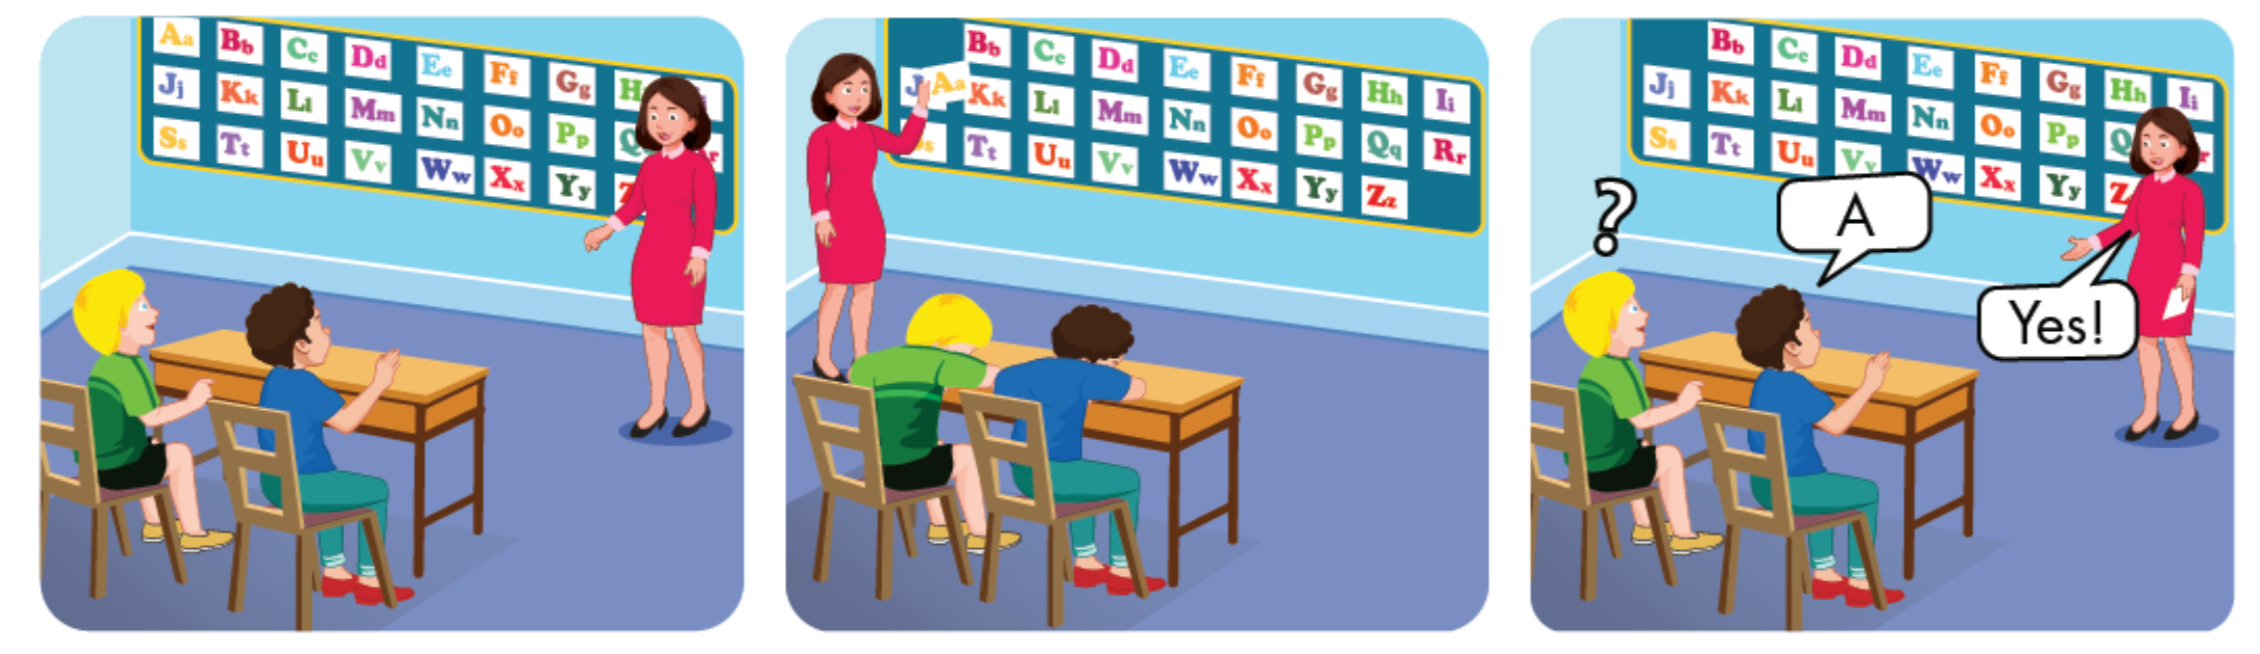 Aa Bb Cc Dd Ee Ff Gg H
Jj Kk Ll Mm Nn Oo Pp Q r
Ss Tt Uu Vv Ww Xx Yy Z
Bb Cc Dd Ee Ff Gg Hh Ii
J Aa Kk Ll Mm Nn Oo Pp Qq Rr
s Tt Uu Vv Ww Xx Yy Zz
Bb Cc Dd Ee Ff Gg Hh Ii
Jj Kk Ll Mm Nn Oo Pp Q r
Ss Tt Uu Vv Ww Xx Yy Z
?
A
Yes!